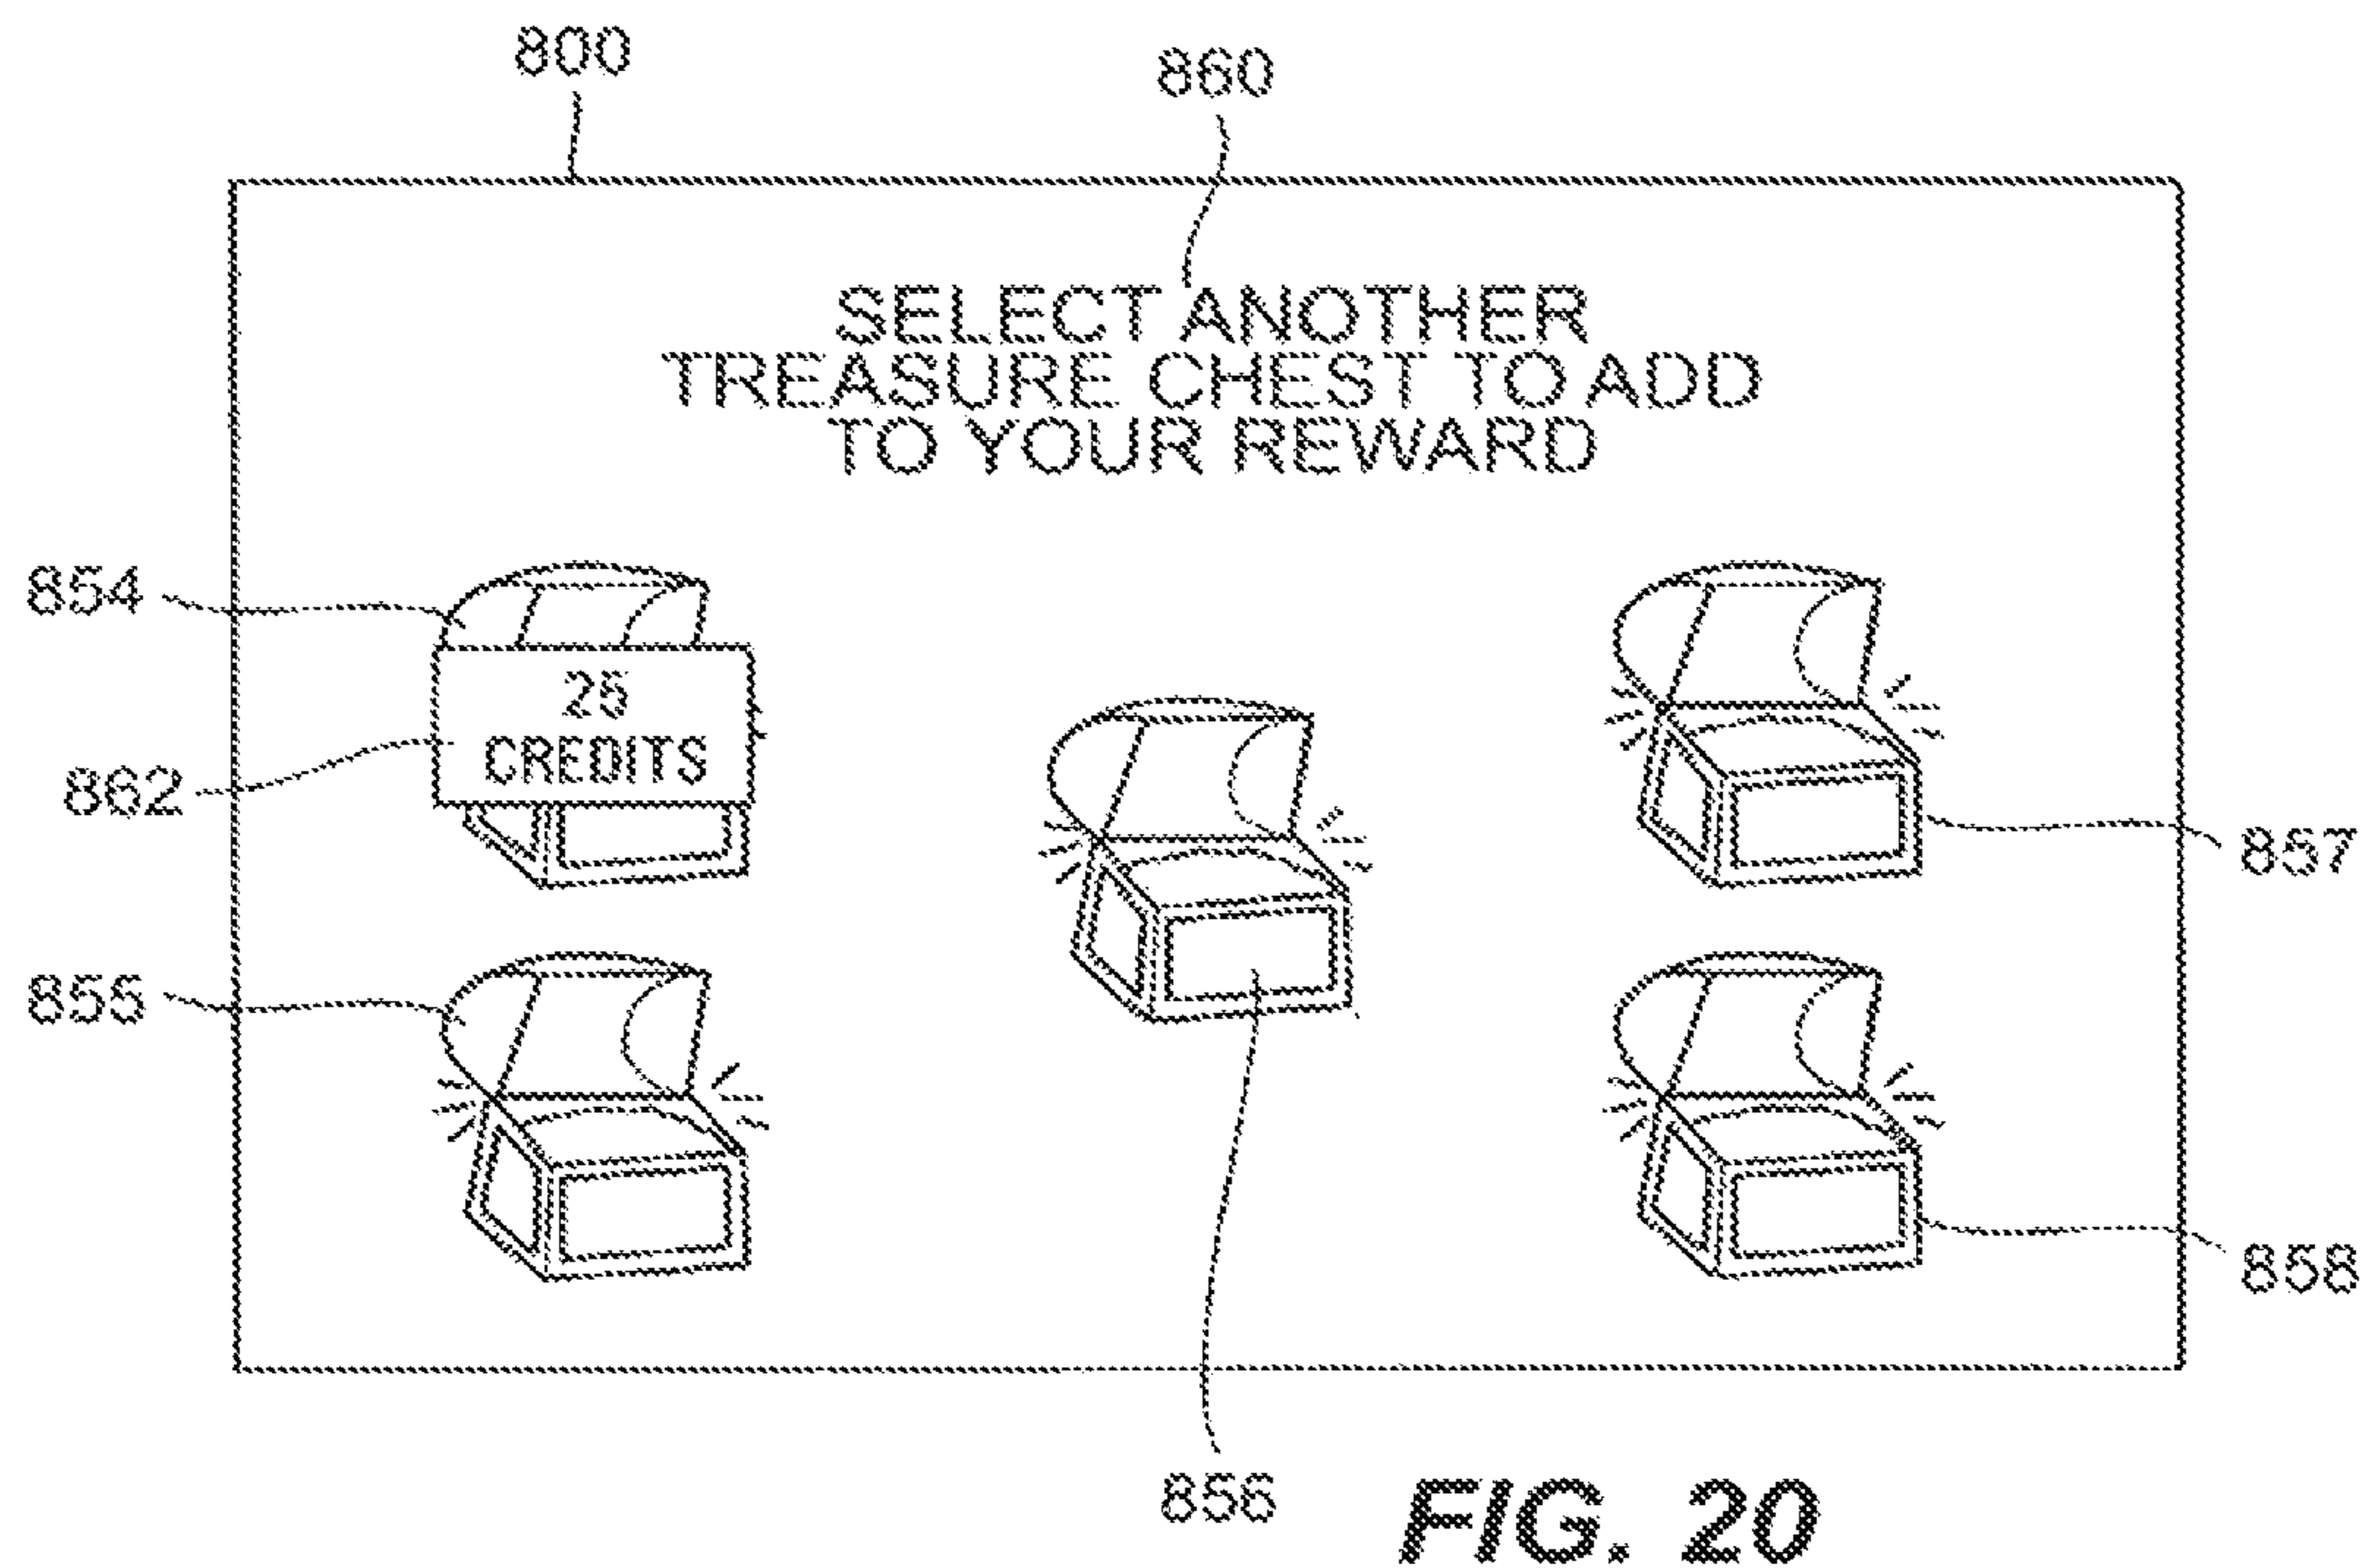 800
860
SELECT ANOTHER
TREASURE CHEST TO ADD
TO YOUR REWARD
854
25
CREDITS
862
857
855
858
856
FIG. 20